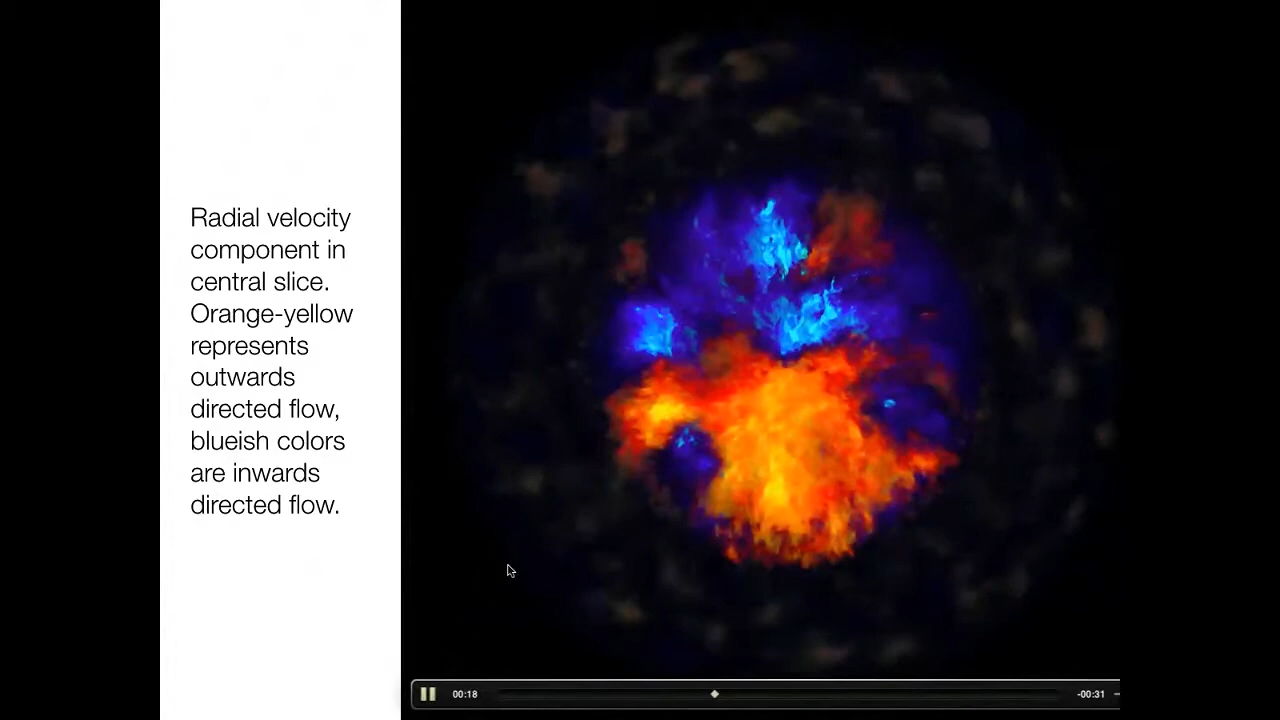 Radial velocity
component in
central slice.
Orange-yellow
represents
outwards
directed flow,
blueish colors
are inwards
directed flow.
00:18
-00:31